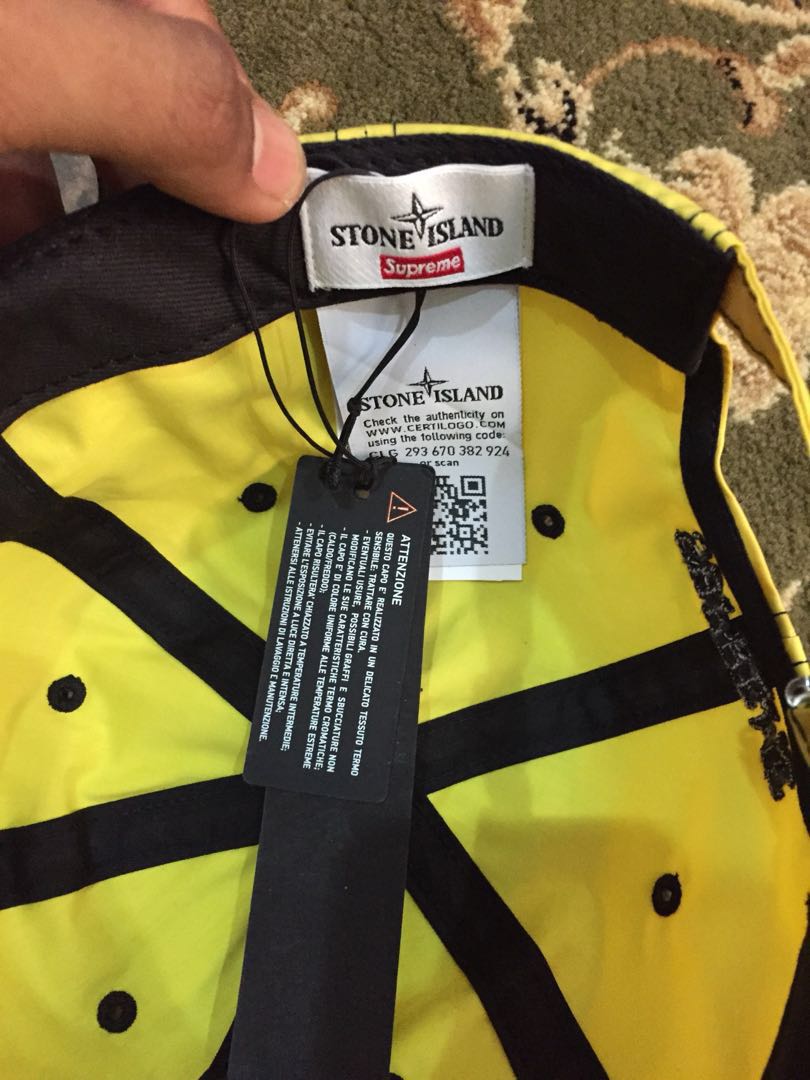 STONE ISLAND
Supreme
STONE ISLAND
Check the authenticity on
WWW.CERTILOGO.COM
using the following code:
CLG 293 670 382 924
or scan
ATTENZIONE
QUESTO CAPO E' REALIZZATO IN UN DELICATO TESSUTO TERMO
SENSIBILE: TRATTARE CON CURA.
- EVENTUALI USURE, POSSIBILI GRAFFI E SBUCCIATURE NON
MODIFICANO LE SUE CARATTERISTICHE TERMO CROMATICHE;
- IL CAPO E' DI COLORE UNIFORME ALLE TEMPERATURE ESTREME
(CALDO/FREDDO);
- IL CAPO RISULTERA' CHIAZZATO A TEMPERATURE INTERMEDIE;
- EVITARE L'ESPOSIZIONE A LUCE DIRETTA E INTENSA;
- ATTENERSI ALLE ISTRUZIONI DI LAVAGGIO E MANUTENZIONE.